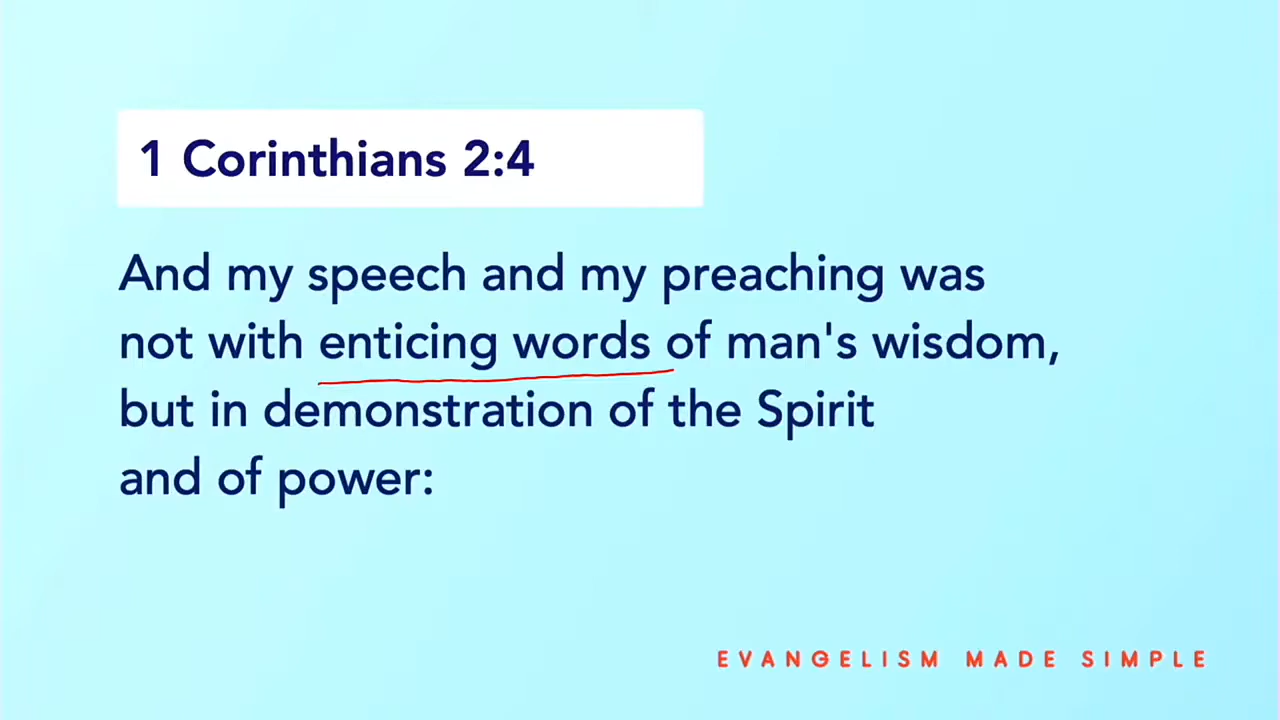 1 Corinthians 2:4
And my speech and my preaching was
not with enticing words of man's wisdom,
but in demonstration of the Spirit
and of power:
EVANGELISM MADE SIMPLE